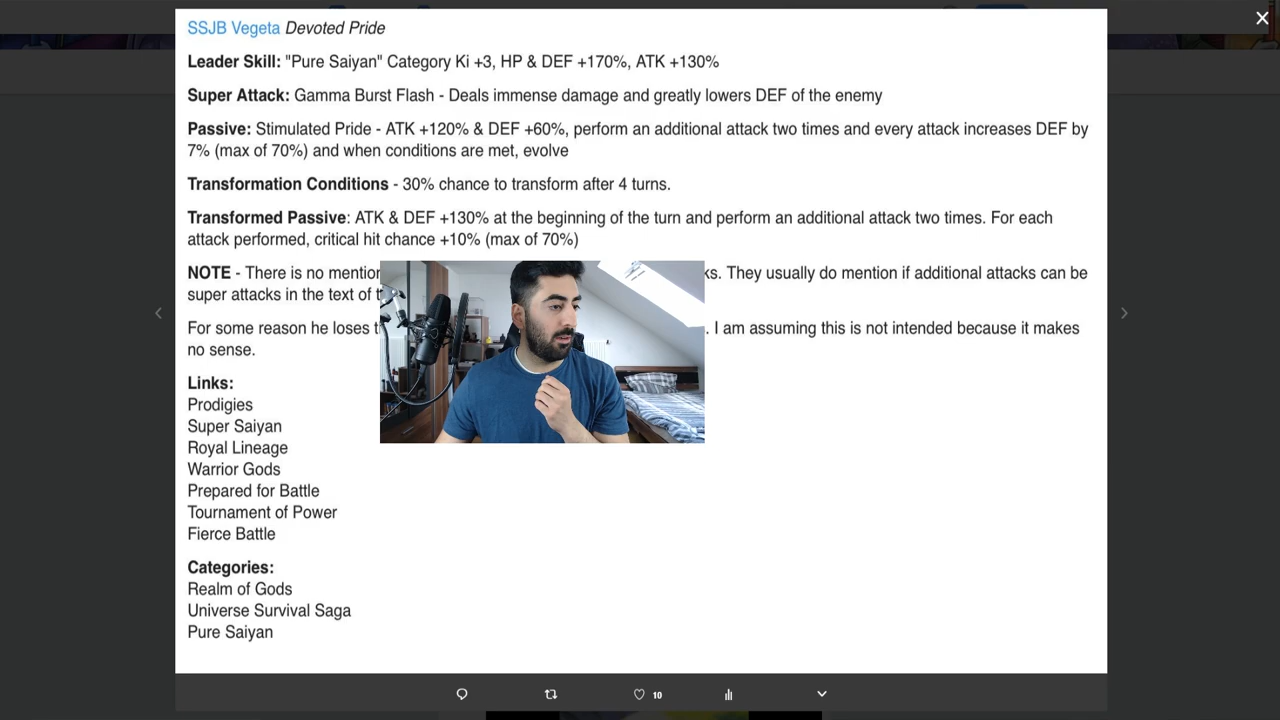 SSJB Vegeta Devoted Pride
Leader Skill: "Pure Saiyan" Category Ki +3, HP & DEF +170%, ATK +130%
Super Attack: Gamma Burst Flash - Deals immense damage and greatly lowers DEF of the enemy
Passive: Stimulated Pride - ATK +120% & DEF +60%, perform an additional attack two times and every attack increases DEF by
7% (max of 70%) and when conditions are met, evolve
Transformation Conditions - 30% chance to transform after 4 turns.
Transformed Passive: ATK & DEF +130% at the beginning of the turn and perform an additional attack two times. For each
attack performed, critical hit chance +10% (max of 70%)
NOTE - There is no mention They usually do mention if additional attacks can be
super attacks in the text of
For some reason he loses . I am assuming this is not intended because it makes
no sense.
Links:
Prodigies
Super Saiyan
Royal Lineage
Warrior Gods
Prepared for Battle
Tournament of Power
Fierce Battle
Categories:
Realm of Gods
Universe Survival Saga
Pure Saiyan
10